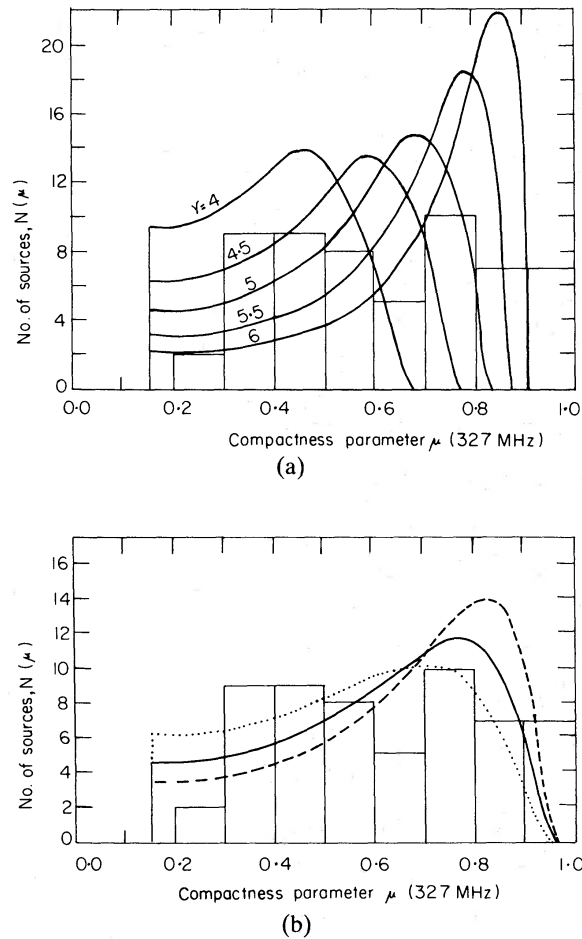 20
16
12
8
4
0
No. of sources, N(μ)
γ=4
4·5
5
5·5
6
0·0 0·2 0·4 0·6 0·8 1·0
Compactness parameter μ (327 MHz)
(a)
16
14
12
10
8
6
4
2
0
No. of sources, N(μ)
0·0 0·2 0·4 0·6 0·8 1·0
Compactness parameter μ (327 MHz)
(b)